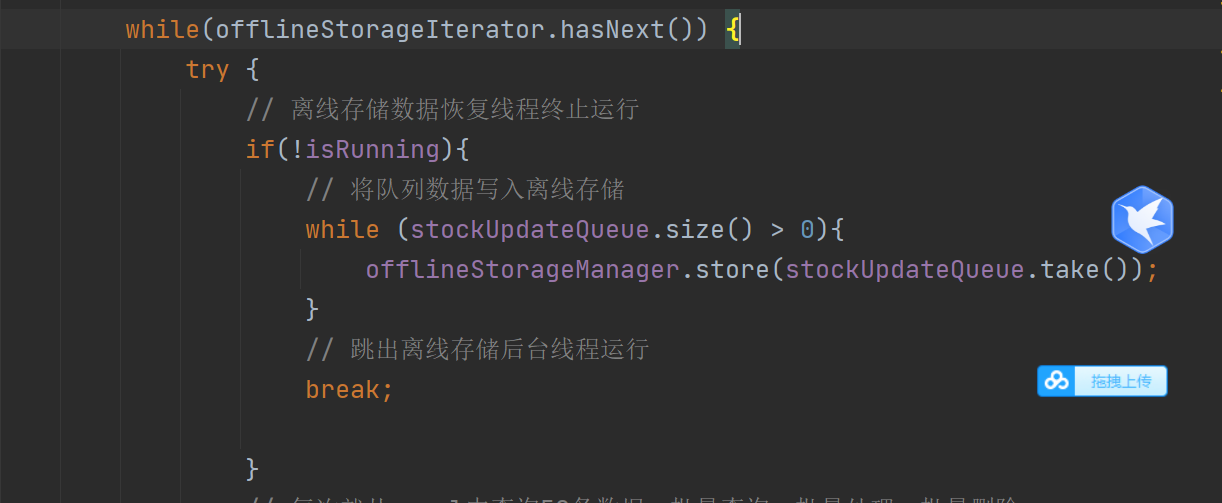 while(offlineStorageIterator.hasNext()) {
try {
// 离线存储数据恢复线程终止运行
if(!isRunning){
// 将队列数据写入离线存储
while (stockUpdateQueue.size() > 0){
offlineStorageManager.store(stockUpdateQueue.take());
}
// 跳出离线存储后台线程运行
break;
拖拽上传
}